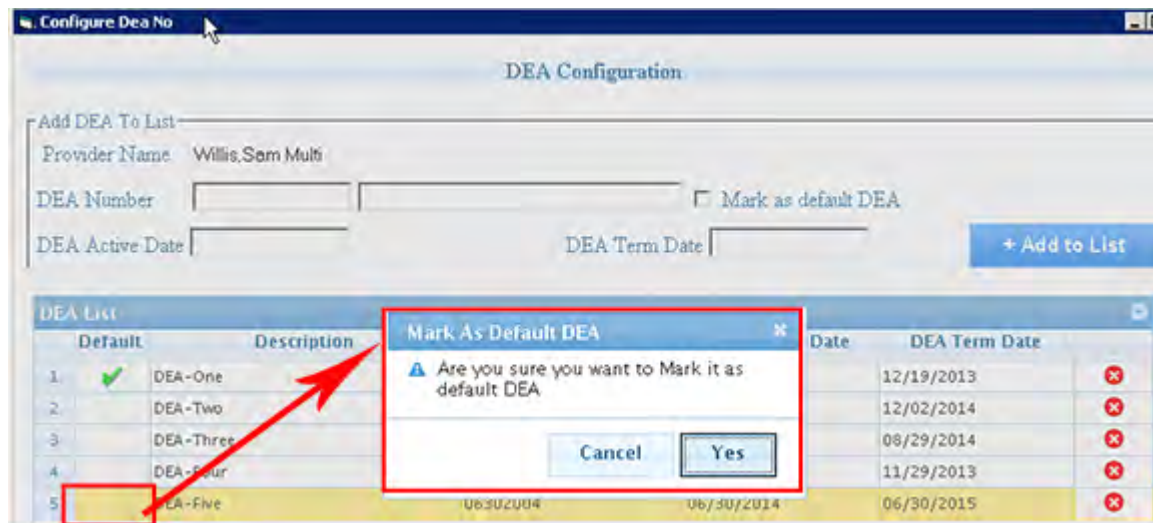 Configure Dea No
DEA Configuration
Add DEA To List
Provider Name Willis,Sam Multi
DEA Number Mark as default DEA
DEA Active Date DEA Term Date + Add to List
DEA List
Default Description Date DEA Term Date
Mark As Default DEA
Are you sure you want to Mark it as
default DEA
Cancel Yes
1 DEA-One 12/19/2013
2 DEA-Two 12/02/2014
3 DEA-Three 08/29/2014
4 11/29/2013
5 DEA-Five 06302004 06/30/2014 06/30/2015